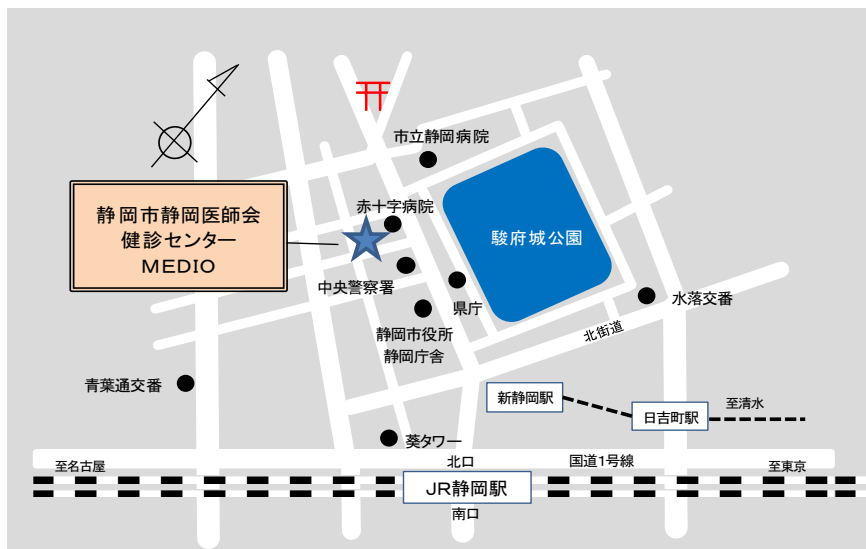 市立静岡病院
赤十字病院
静岡市静岡医師会
健診センター
MEDIO
駿府城公園
中央警察署
県庁
水落交番
静岡市役所
静岡庁舎
北街道
青葉通交番
新静岡駅
日吉町駅
至清水
葵タワー
北口
国道1号線
至名古屋
至東京
JR静岡駅
南口